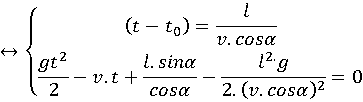 ↔ { (t − t₀) = l / (v. cosα)
gt² / 2 − v. t + (l. sinα) / cosα − (l². g) / (2. (v. cosα)²) = 0